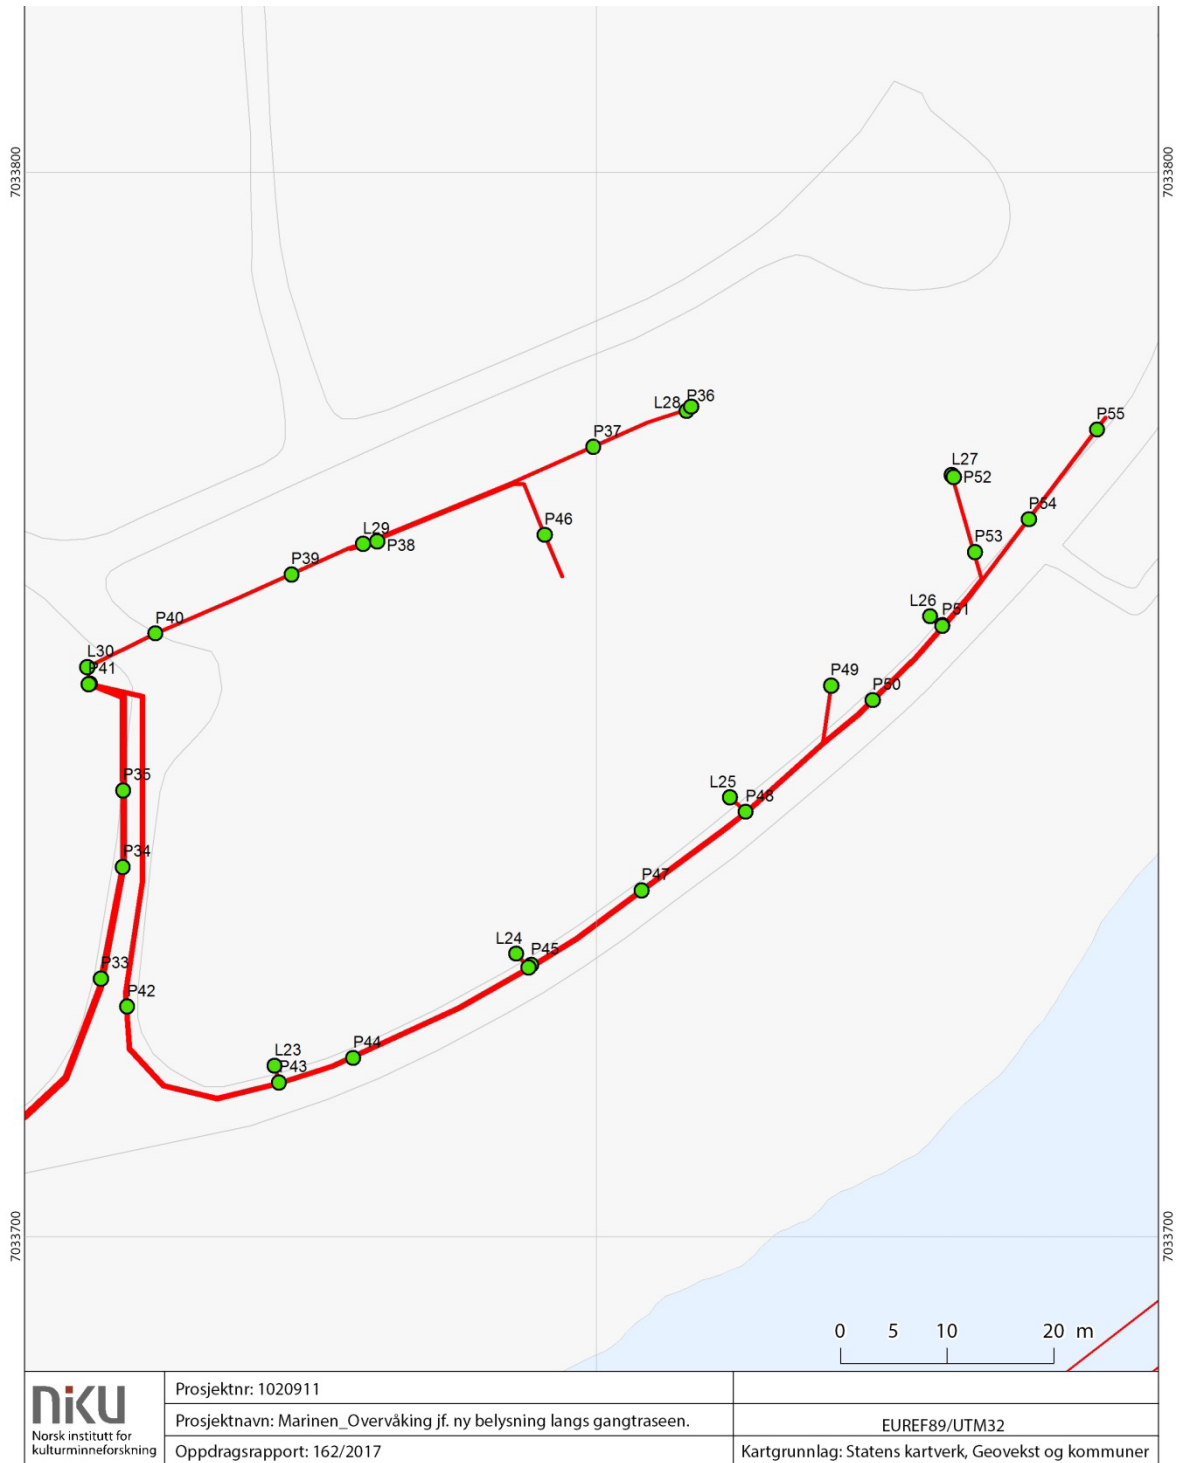 7033800
7033800
P36
L28
P37
P55
L27
P52
L29
P38
P46
P54
P39
P53
P40
L26
P51
L30
P41
P49
P50
P35
L25
P48
P34
P47
L24
P45
P33
P42
P44
L23
P43
7033700
7033700
0 5 10 20 m
niku
Norsk institutt for
kulturminneforskning
Prosjektnr: 1020911
Prosjektnavn: Marinen_Overvåking jf. ny belysning langs gangtraseen.
Oppdragsrapport: 162/2017
EUREF89/UTM32
Kartgrunnlag: Statens kartverk, Geovekst og kommuner